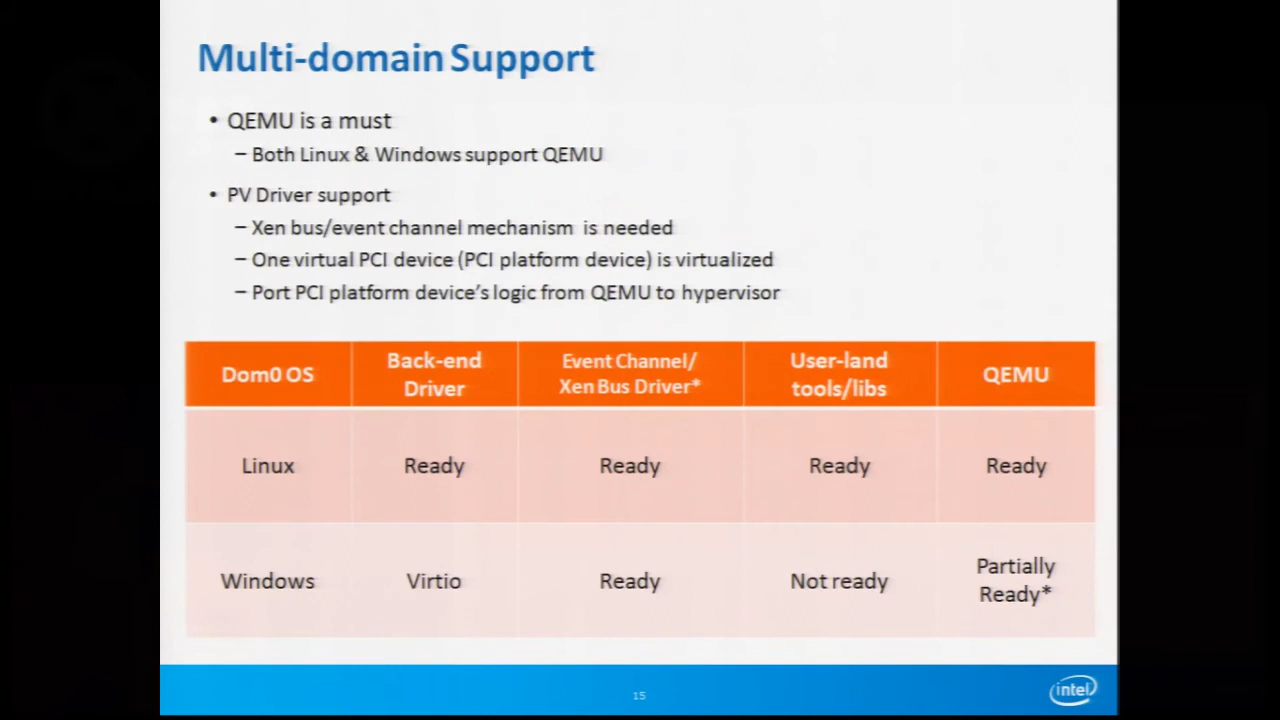 Multi-domain Support
• QEMU is a must
– Both Linux & Windows support QEMU
• PV Driver support
– Xen bus/event channel mechanism is needed
– One virtual PCI device (PCI platform device) is virtualized
– Port PCI platform device's logic from QEMU to hypervisor
Dom0 OS
Back-end
Driver
Event Channel/
Xen Bus Driver*
User-land
tools/libs
QEMU
Linux
Ready
Ready
Ready
Ready
Windows
Virtio
Ready
Not ready
Partially
Ready*
15
intel